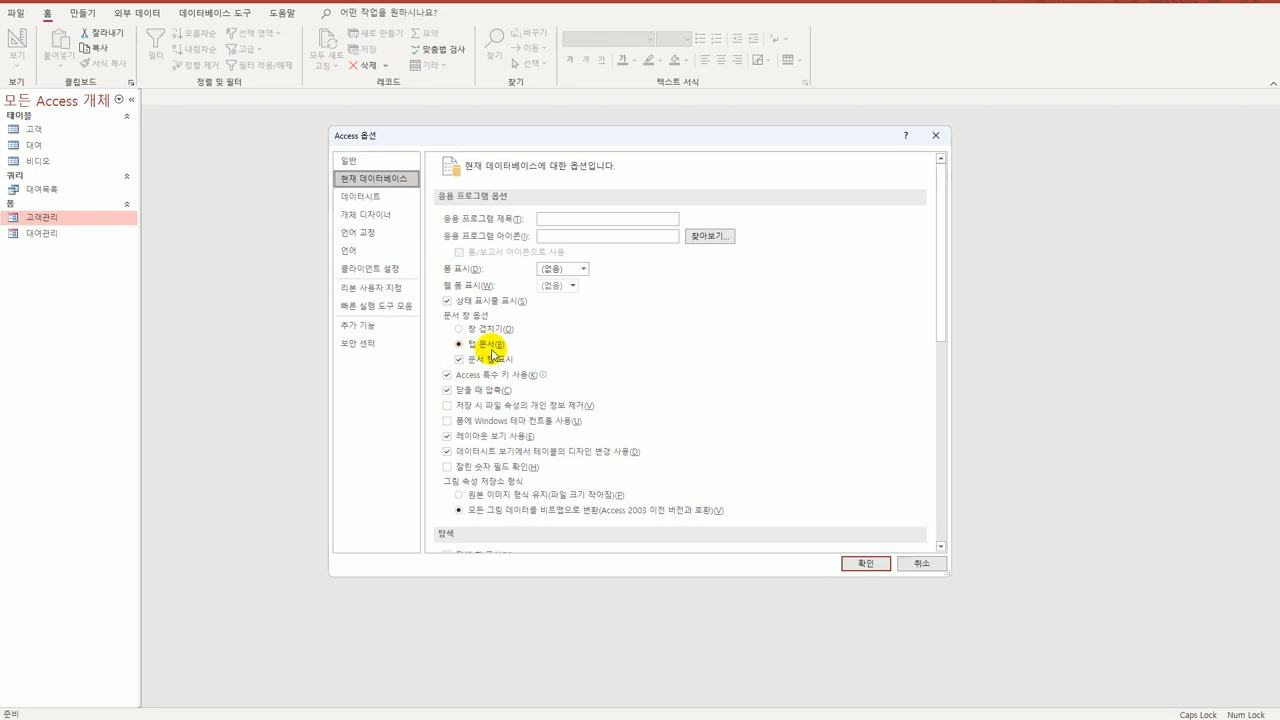 파일 홈 만들기 외부 데이터 데이터베이스 도구 도움말 어떤 작업을 원하시나요?
보기
붙여넣기
잘라내기
복사
서식 복사
필터
오름차순
내림차순
정렬 제거
선택 영역
고급
필터 적용/해제
모두 새로 고침
새로 만들기
저장
삭제
요약
맞춤법 검사
기타
찾기
바꾸기
이동
선택
가 가 가 가
보기 클립보드 정렬 및 필터 레코드 찾기 텍스트 서식
모든 Access 개체
테이블
고객
대여
비디오
쿼리
대여목록
폼
고객관리
대여관리
Access 옵션
일반
현재 데이터베이스
데이터시트
개체 디자이너
언어 교정
언어
클라이언트 설정
리본 사용자 지정
빠른 실행 도구 모음
추가 기능
보안 센터
현재 데이터베이스에 대한 옵션입니다.
응용 프로그램 옵션
응용 프로그램 제목(T):
응용 프로그램 아이콘(I): 찾아보기...
폼/보고서 아이콘으로 사용
폼 표시(D): (없음)
웹 폼 표시(W): (없음)
상태 표시줄 표시(S)
문서 창 옵션
창 겹치기(O)
탭 문서(B)
문서 탭 표시
Access 특수 키 사용(K)
닫을 때 압축(C)
저장 시 파일 속성의 개인 정보 제거(V)
폼에 Windows 테마 컨트롤 사용(U)
레이아웃 보기 사용(E)
데이터시트 보기에서 테이블의 디자인 변경 사용(D)
잘린 숫자 필드 확인(H)
그림 속성 저장소 형식
원본 이미지 형식 유지(파일 크기 작아짐)(P)
모든 그림 데이터를 비트맵으로 변환(Access 2003 이전 버전과 호환)(V)
탐색
확인 취소
준비 Caps Lock Num Lock